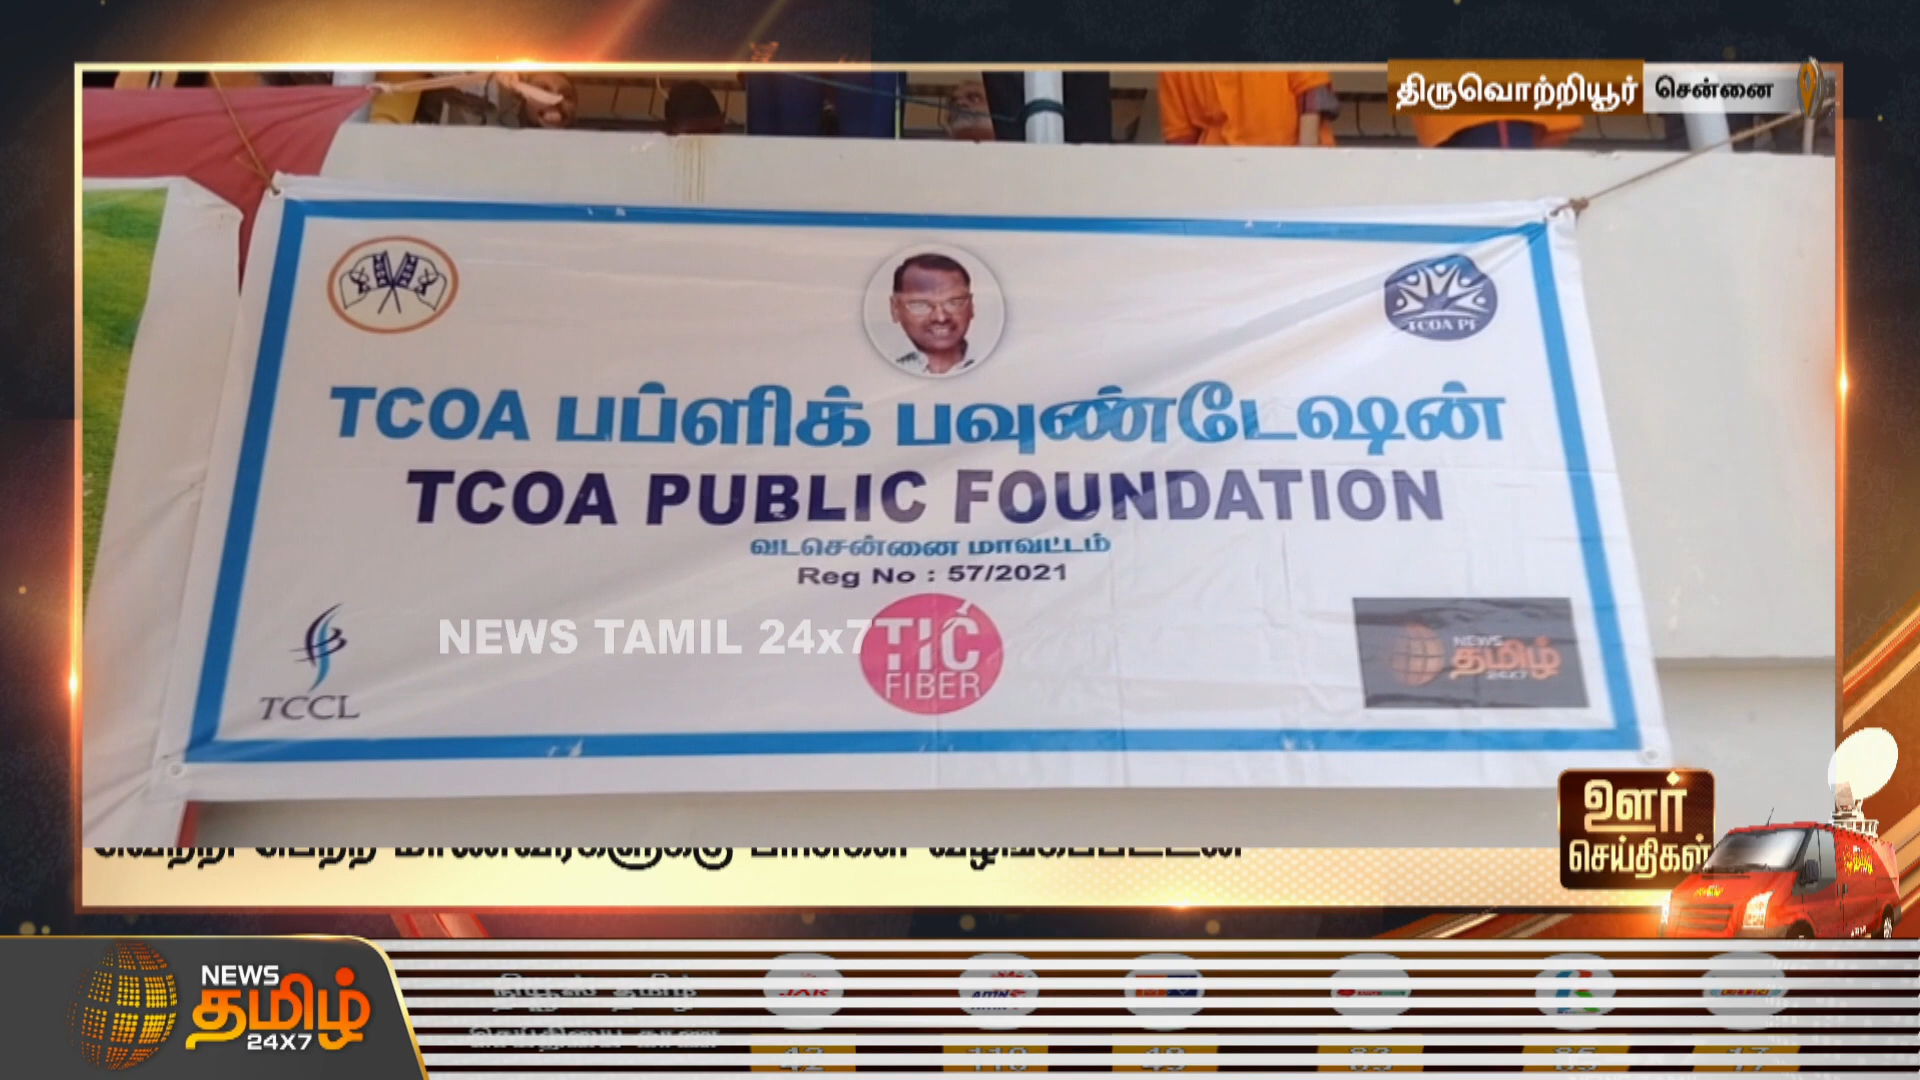 திருவொற்றியூர் சென்னை
TCOA PF
TCOA பப்ளிக் பவுண்டேஷன்
TCOA PUBLIC FOUNDATION
வடசென்னை மாவட்டம்
Reg No : 57/2021
NEWS TAMIL 24x7
TIC
FIBER
TCCL
NEWS
தமிழ்
24X7
ஊர்
செய்திகள்
NEWS
தமிழ்
24X7